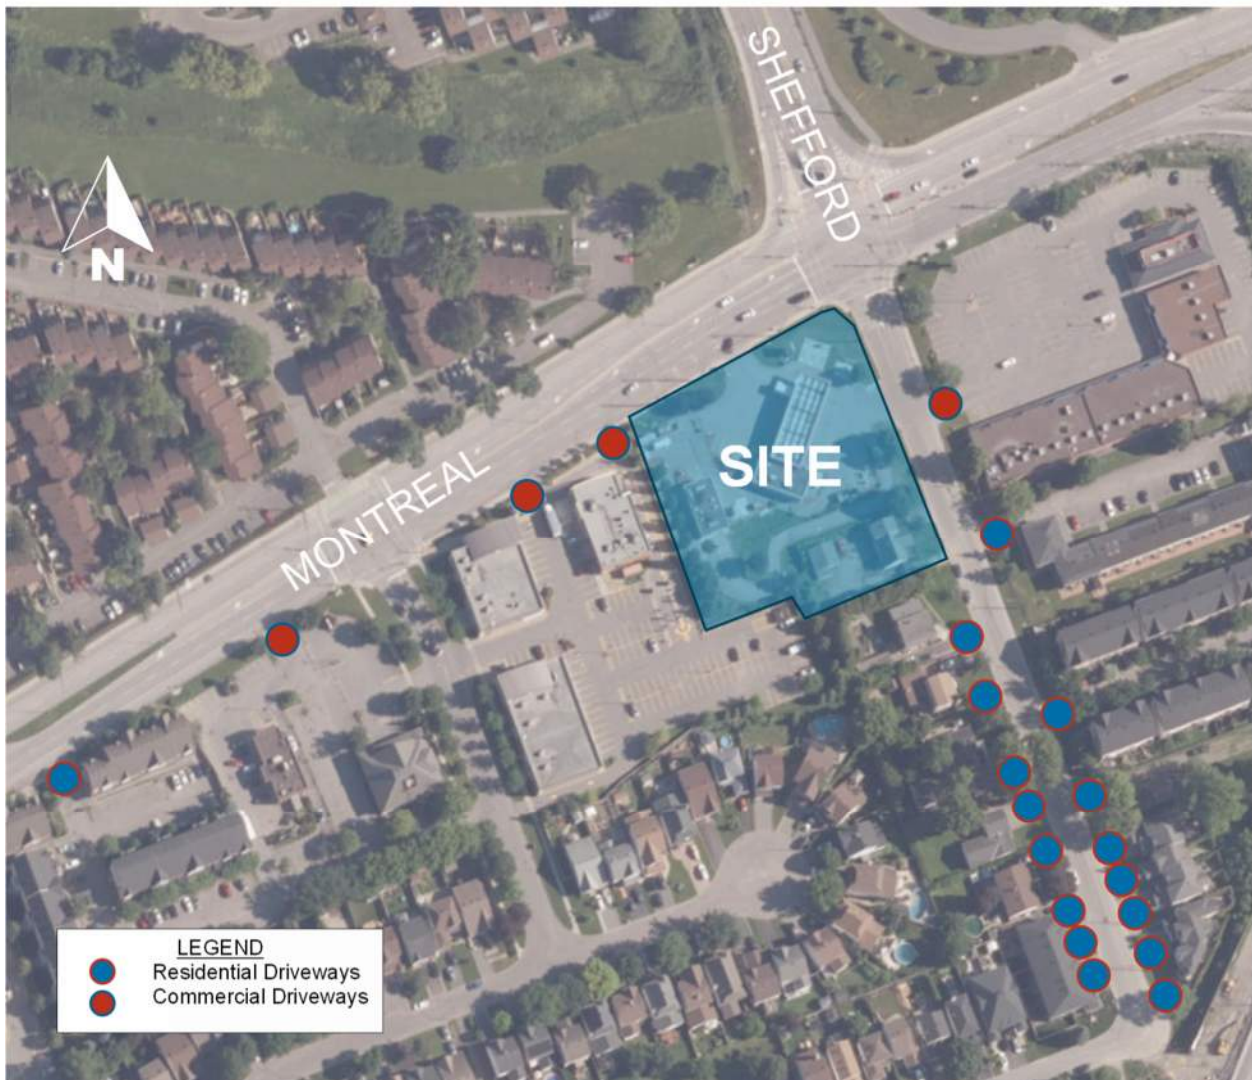 SHEFFORD
N
SITE
MONTREAL
LEGEND
Residential Driveways
Commercial Driveways